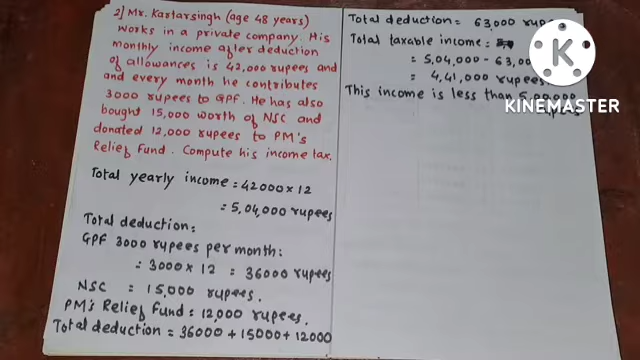 2] Mr. Kartarsingh (age 48 years)
works in a private company. His
monthly income after deduction
of allowances is 42,000 rupees and
and every month he contributes
3000 rupees to GPF. He has also
bought 15,000 worth of NSC and
donated 12,000 rupees to PM's
Relief Fund. Compute his income tax.
Total yearly income = 42000 × 12
= 5,04,000 rupees
Total deduction:
GPF 3000 rupees per month:
= 3000 × 12 = 36000 rupees
NSC = 15,000 rupees.
PM's Relief Fund = 12,000 rupees.
Total deduction = 36000 + 15000 + 12000
Total deduction = 63,000
Total taxable income =
= 5,04,000 - 63,
= 4,41,000 rupees.
This income is less than 5,00,000
K
KINEMASTER